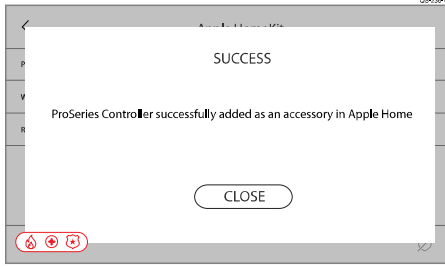 Apple HomeKit
SUCCESS
ProSeries Controller successfully added as an accessory in Apple Home
CLOSE